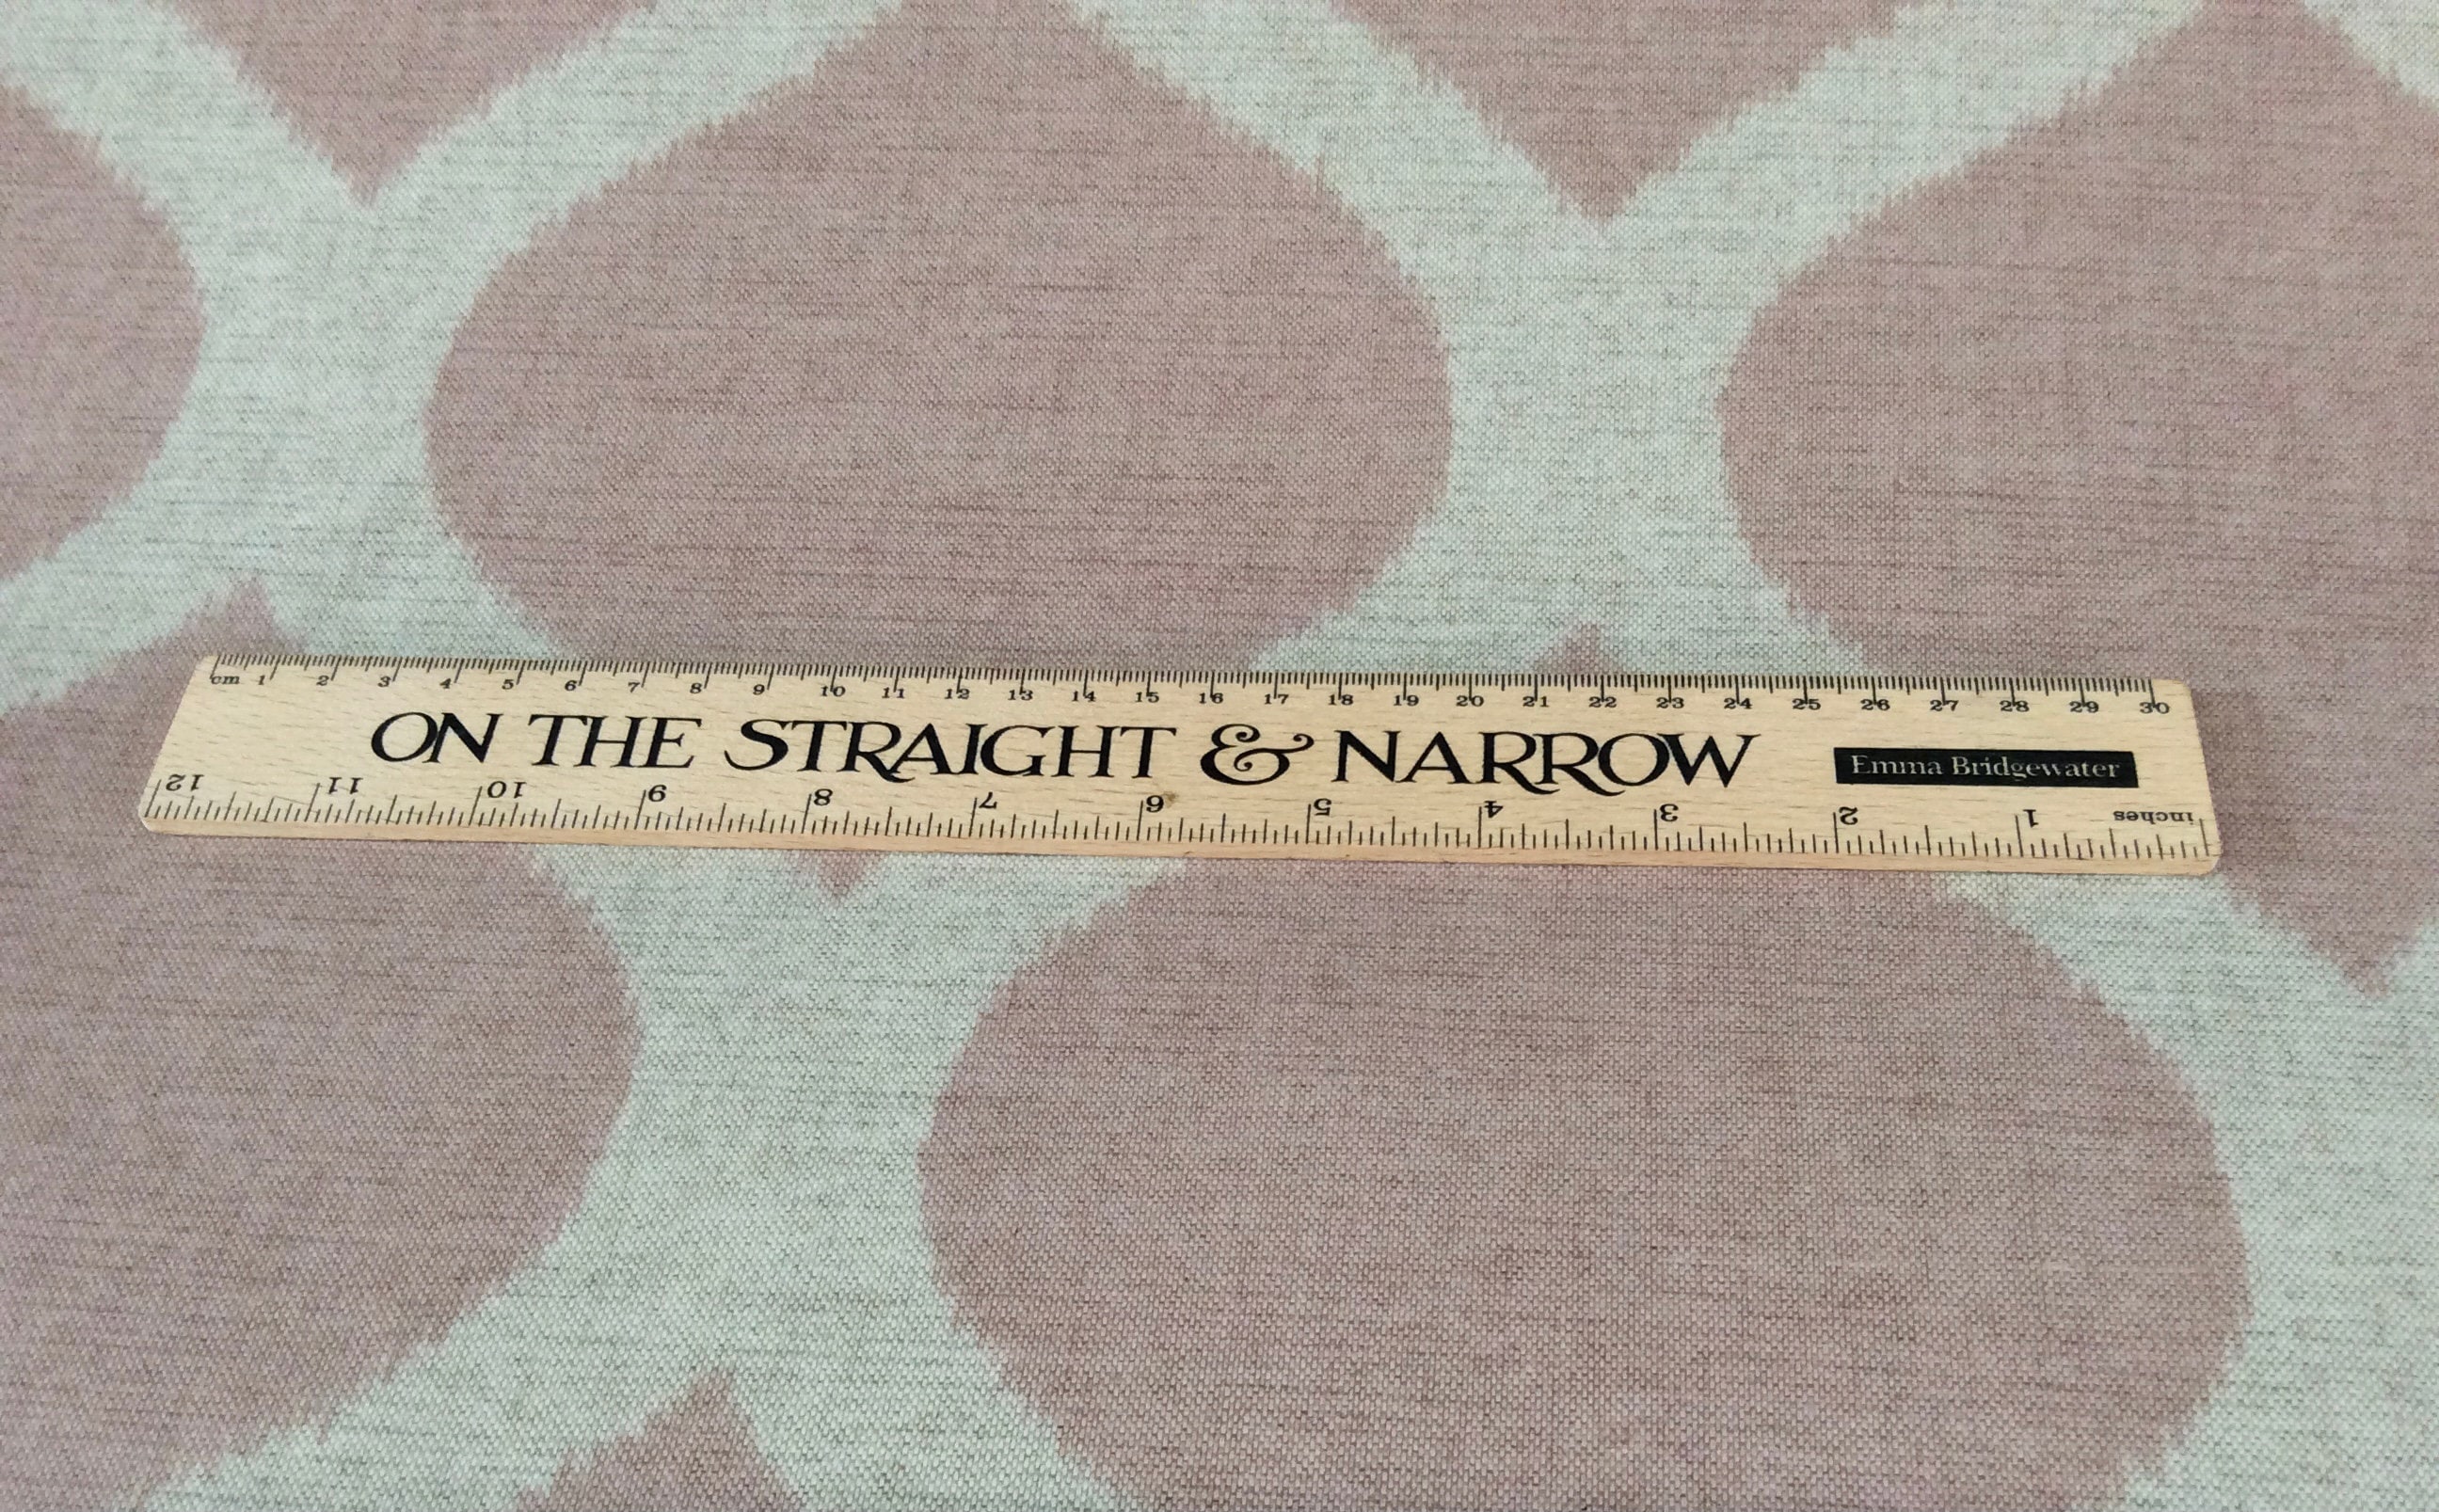 cm 1 2 3 4 5 6 7 8 9 10 11 12 13 14 15 16 17 18 19 20 21 22 23 24 25 26 27 28 29 30
ON THE STRAIGHT & NARROW
Emma Bridgewater
inches 1 2 3 4 5 6 7 8 9 10 11 12